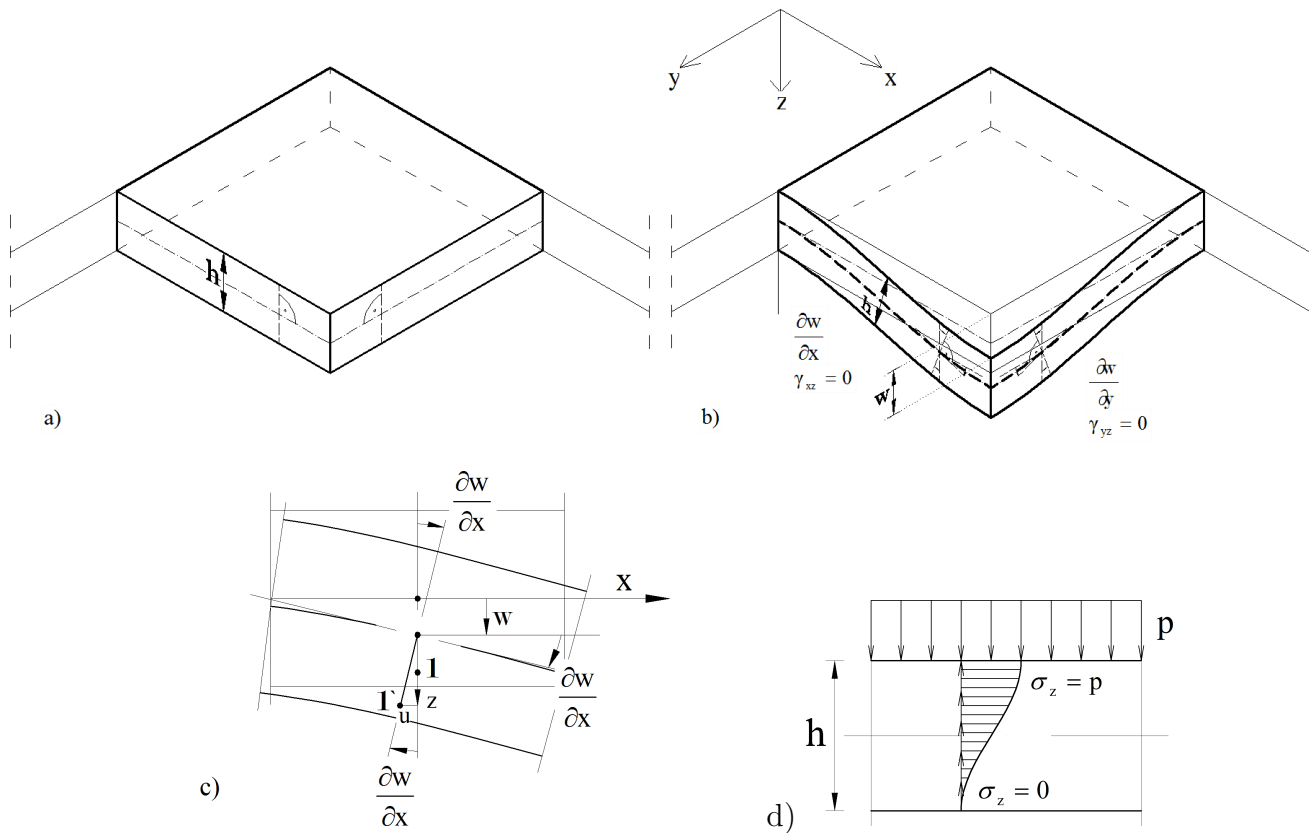 h
a)
y
x
z
h
∂w
∂x
γxz = 0
w
∂w
∂y
γyz = 0
b)
∂w
∂x
x
w
1
1`
u
z
∂w
∂x
∂w
∂x
c)
p
h
σz = p
σz = 0
d)